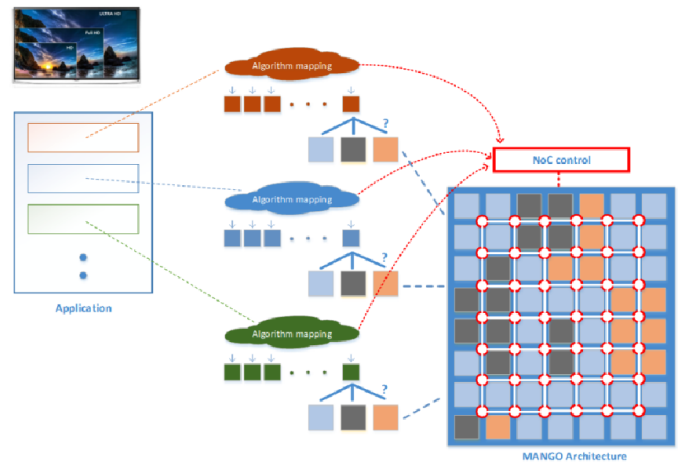 ULTRA HD
Full HD
HD
Algorithm mapping
?
NoC control
Algorithm mapping
?
Application
Algorithm mapping
?
MANGO Architecture